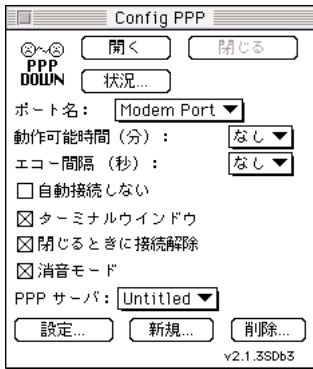 Config PPP
開く
閉じる
PPP
DOWN
状況...
ポート名： Modem Port
動作可能時間（分）： なし
エコー間隔（秒）： なし
自動接続しない
ターミナルウインドウ
閉じるときに接続解除
消音モード
PPP サーバ： Untitled
設定...
新規...
削除...
v2.1.3SDb3